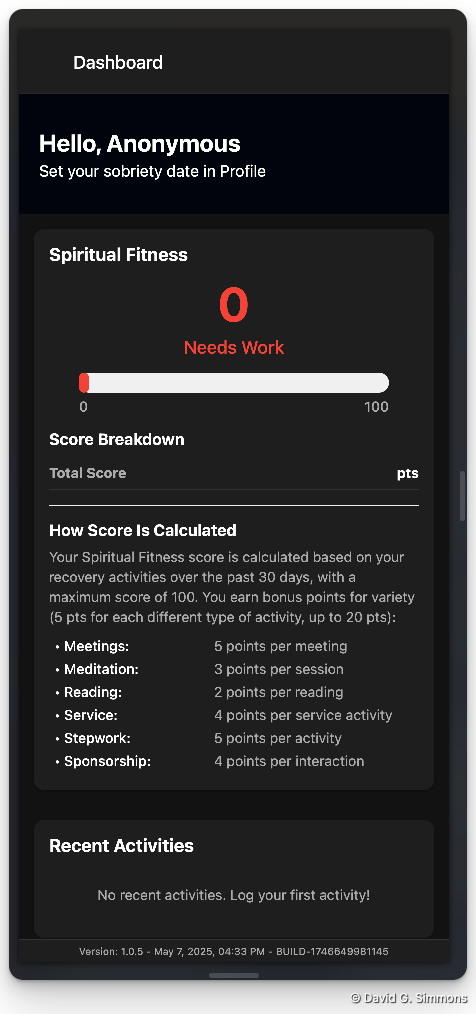 Dashboard
Hello, Anonymous
Set your sobriety date in Profile
Spiritual Fitness
0
Needs Work
0 100
Score Breakdown
Total Score pts
How Score Is Calculated
Your Spiritual Fitness score is calculated based on your
recovery activities over the past 30 days, with a
maximum score of 100. You earn bonus points for variety
(5 pts for each different type of activity, up to 20 pts):
• Meetings: 5 points per meeting
• Meditation: 3 points per session
• Reading: 2 points per reading
• Service: 4 points per service activity
• Stepwork: 5 points per activity
• Sponsorship: 4 points per interaction
Recent Activities
No recent activities. Log your first activity!
Version: 1.0.5 - May 7, 2025, 04:33 PM - BUILD-1746649981145
© David G. Simmons